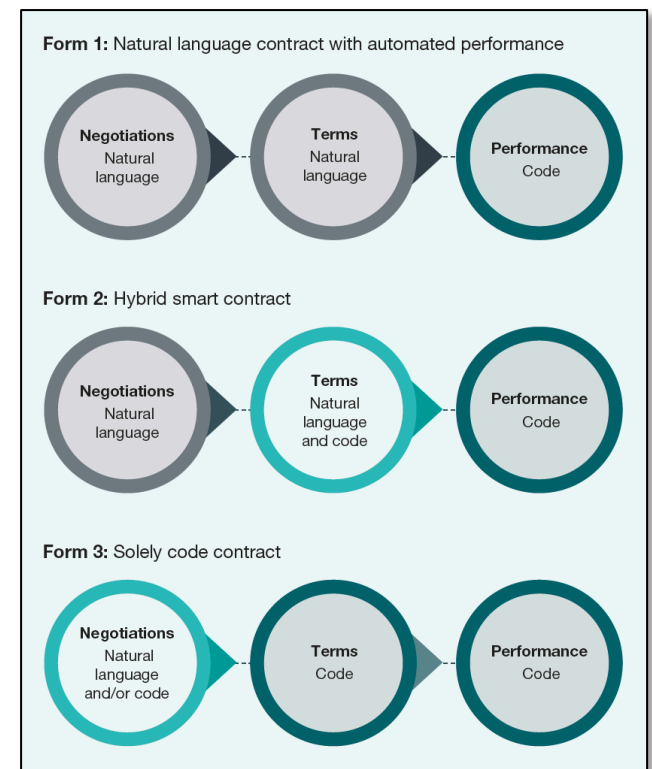 Form 1: Natural language contract with automated performance
Negotiations
Natural
language
Terms
Natural
language
Performance
Code
Form 2: Hybrid smart contract
Negotiations
Natural
language
Terms
Natural
language
and code
Performance
Code
Form 3: Solely code contract
Negotiations
Natural
language
and/or code
Terms
Code
Performance
Code